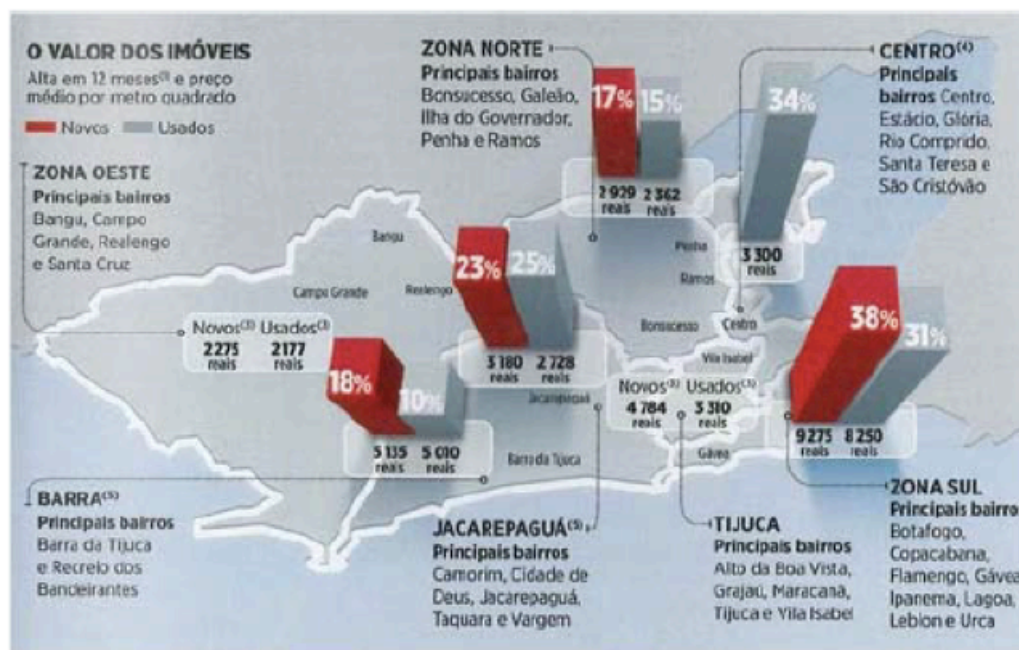 O VALOR DOS IMÓVEIS
Alta em 12 meses e preço
médio por metro quadrado
Novos Usados
ZONA OESTE
Principais bairros
Bangu, Campo
Grande, Realengo
e Santa Cruz
ZONA NORTE
Principais bairros
Bonsucesso, Galeão,
Ilha do Governador,
Penha e Ramos
17% 15%
2 929 2 362
reais reais
CENTRO(4)
Principais
bairros Centro,
Estácio, Glória,
Rio Comprido,
Santa Teresa e
São Cristóvão
34%
3 300
reais
Bangu
Campo Grande
Realengo
Penha
Ramos
Bonsucesso
Centro
Vila Isabel
Jacarepaguá
Barra da Tijuca
Gávea
Novos(3) Usados(3)
2275 2177
reais reais
23% 25%
3 180 2 728
reais reais
18% 10%
5 135 5 010
reais reais
Novos(3) Usados(3)
4 784 3 310
reais reais
38% 31%
9 275 8 250
reais reais
BARRA(5)
Principais bairros
Barra da Tijuca
e Recreio dos
Bandeirantes
JACAREPAGUÁ(5)
Principais bairros
Camorim, Cidade de
Deus, Jacarepaguá,
Taquara e Vargem
TIJUCA
Principais bairros
Alto da Boa Vista,
Grajaú, Maracanã,
Tijuca e Vila Isabel
ZONA SUL
Principais bairro
Botafogo,
Copacabana,
Flamengo, Gávea
Ipanema, Lagoa,
Leblon e Urca